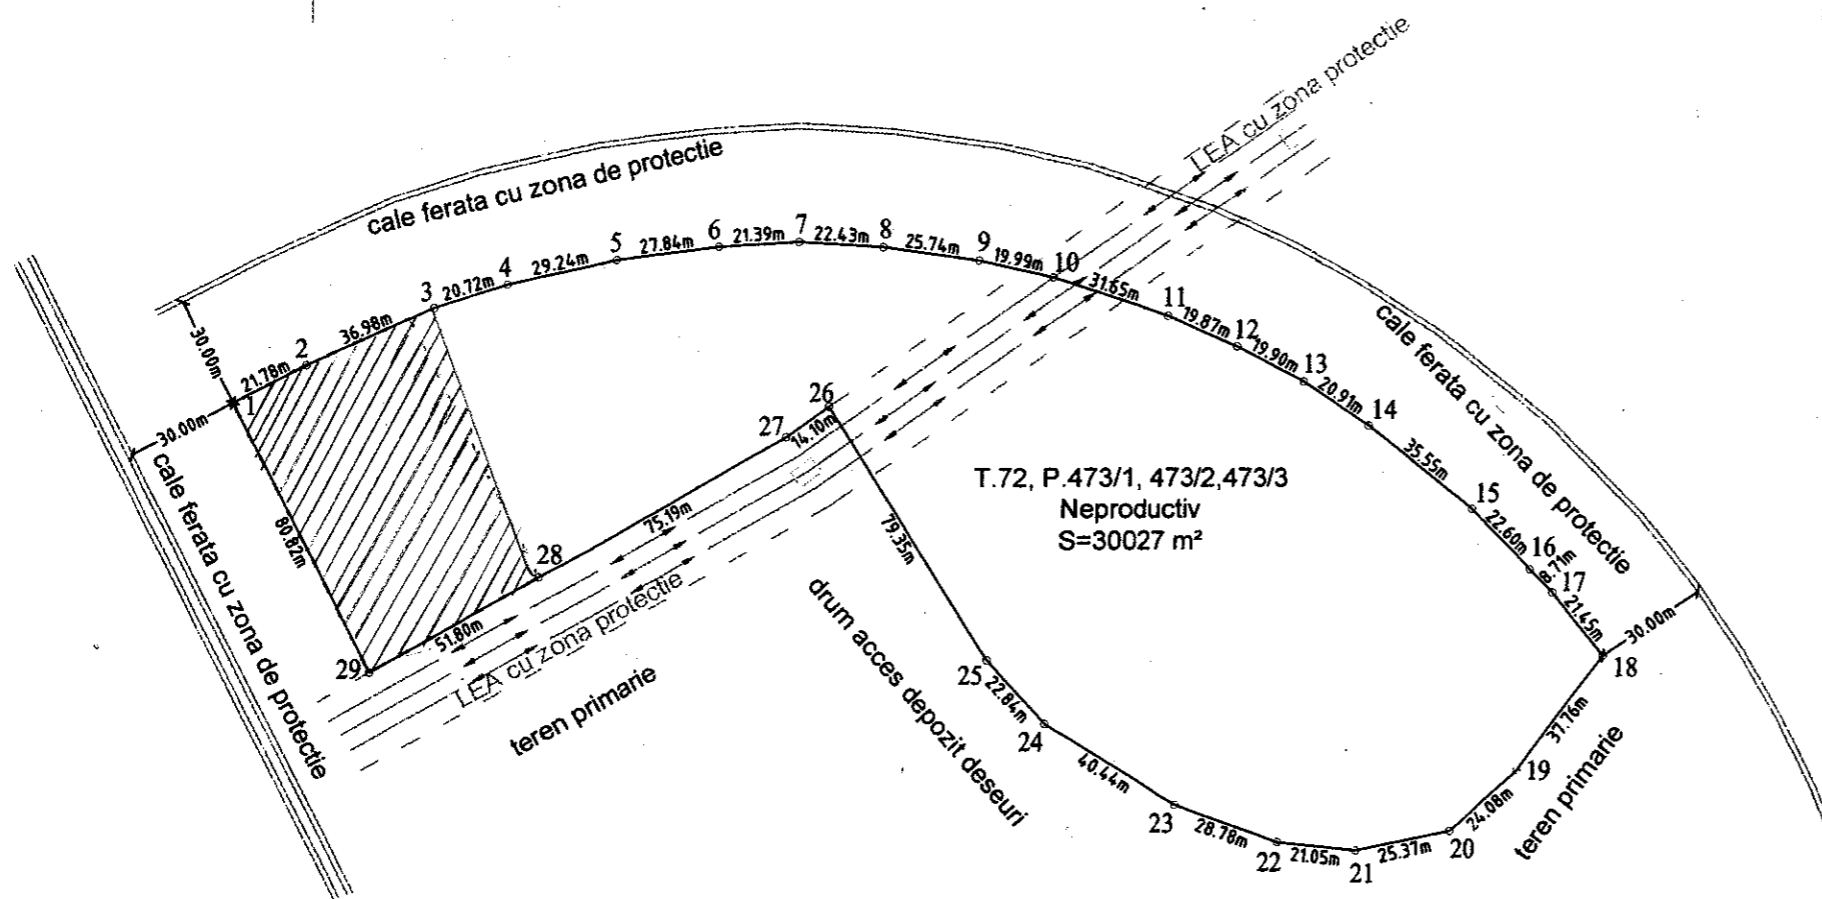 LEA cu zona protectie
cale ferata cu zona de protectie
1
2
3
4
5
6
7
8
9
10
11
12
13
14
15
16
17
18
19
20
21
22
23
24
25
26
27
28
29
21.78m
36.98m
20.72m
29.24m
27.84m
21.39m
22.43m
25.74m
19.99m
31.65m
19.87m
19.90m
20.91m
35.55m
22.60m
8.71m
21.45m
37.76m
24.08m
25.37m
21.05m
28.78m
40.44m
22.84m
79.35m
14.10m
75.19m
51.80m
80.82m
30.00m
30.00m
30.00m
cale ferata cu zona de protectie
T.72, P.473/1, 473/2,473/3
Neproductiv
S=30027 m²
cale ferata cu zona de protectie
LEA cu zona protectie
teren primarie
drum acces depozit deseuri
teren primarie